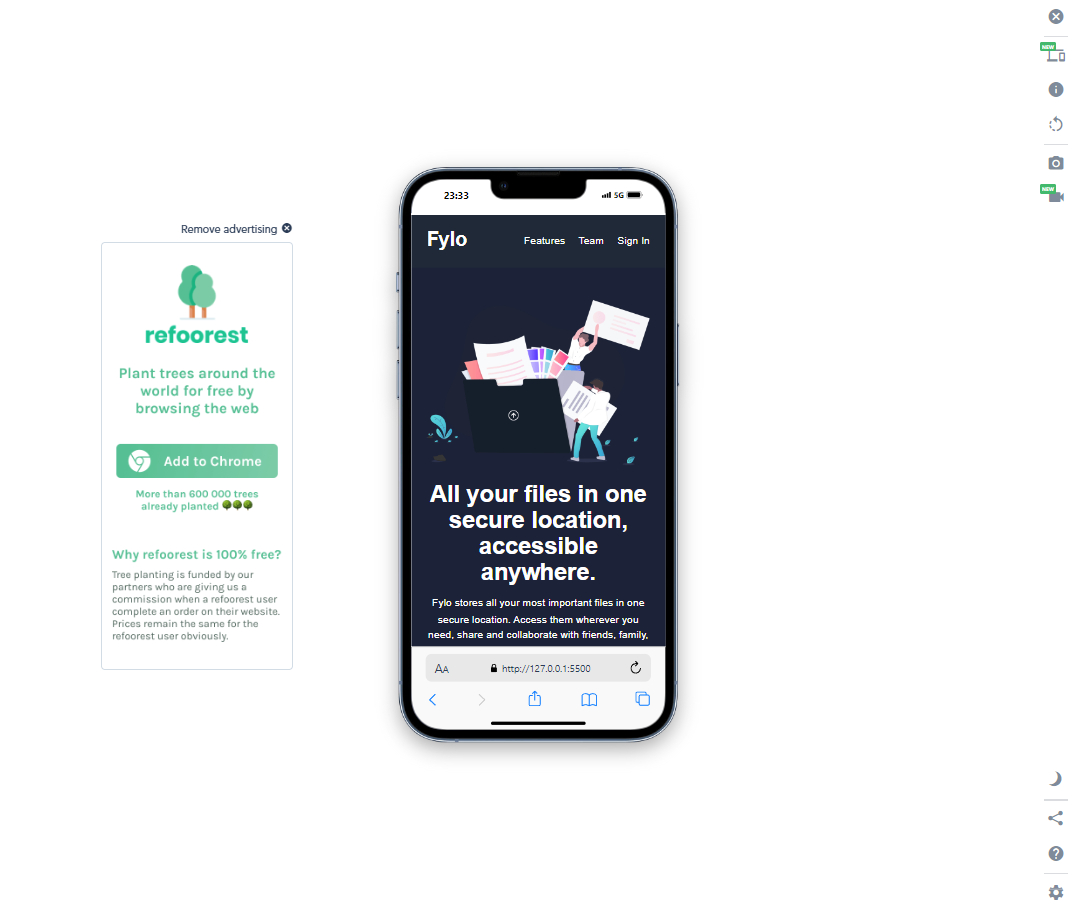 NEW
NEW
Remove advertising
refoorest
Plant trees around the
world for free by
browsing the web
Add to Chrome
More than 600 000 trees
already planted
Why refoorest is 100% free?
Tree planting is funded by our
partners who are giving us a
commission when a refoorest user
complete an order on their website.
Prices remain the same for the
refoorest user obviously.
23:33
5G
Fylo
Features Team Sign In
All your files in one
secure location,
accessible
anywhere.
Fylo stores all your most important files in one
secure location. Access them wherever you
need, share and collaborate with friends, family,
AA
http://127.0.0.1:5500